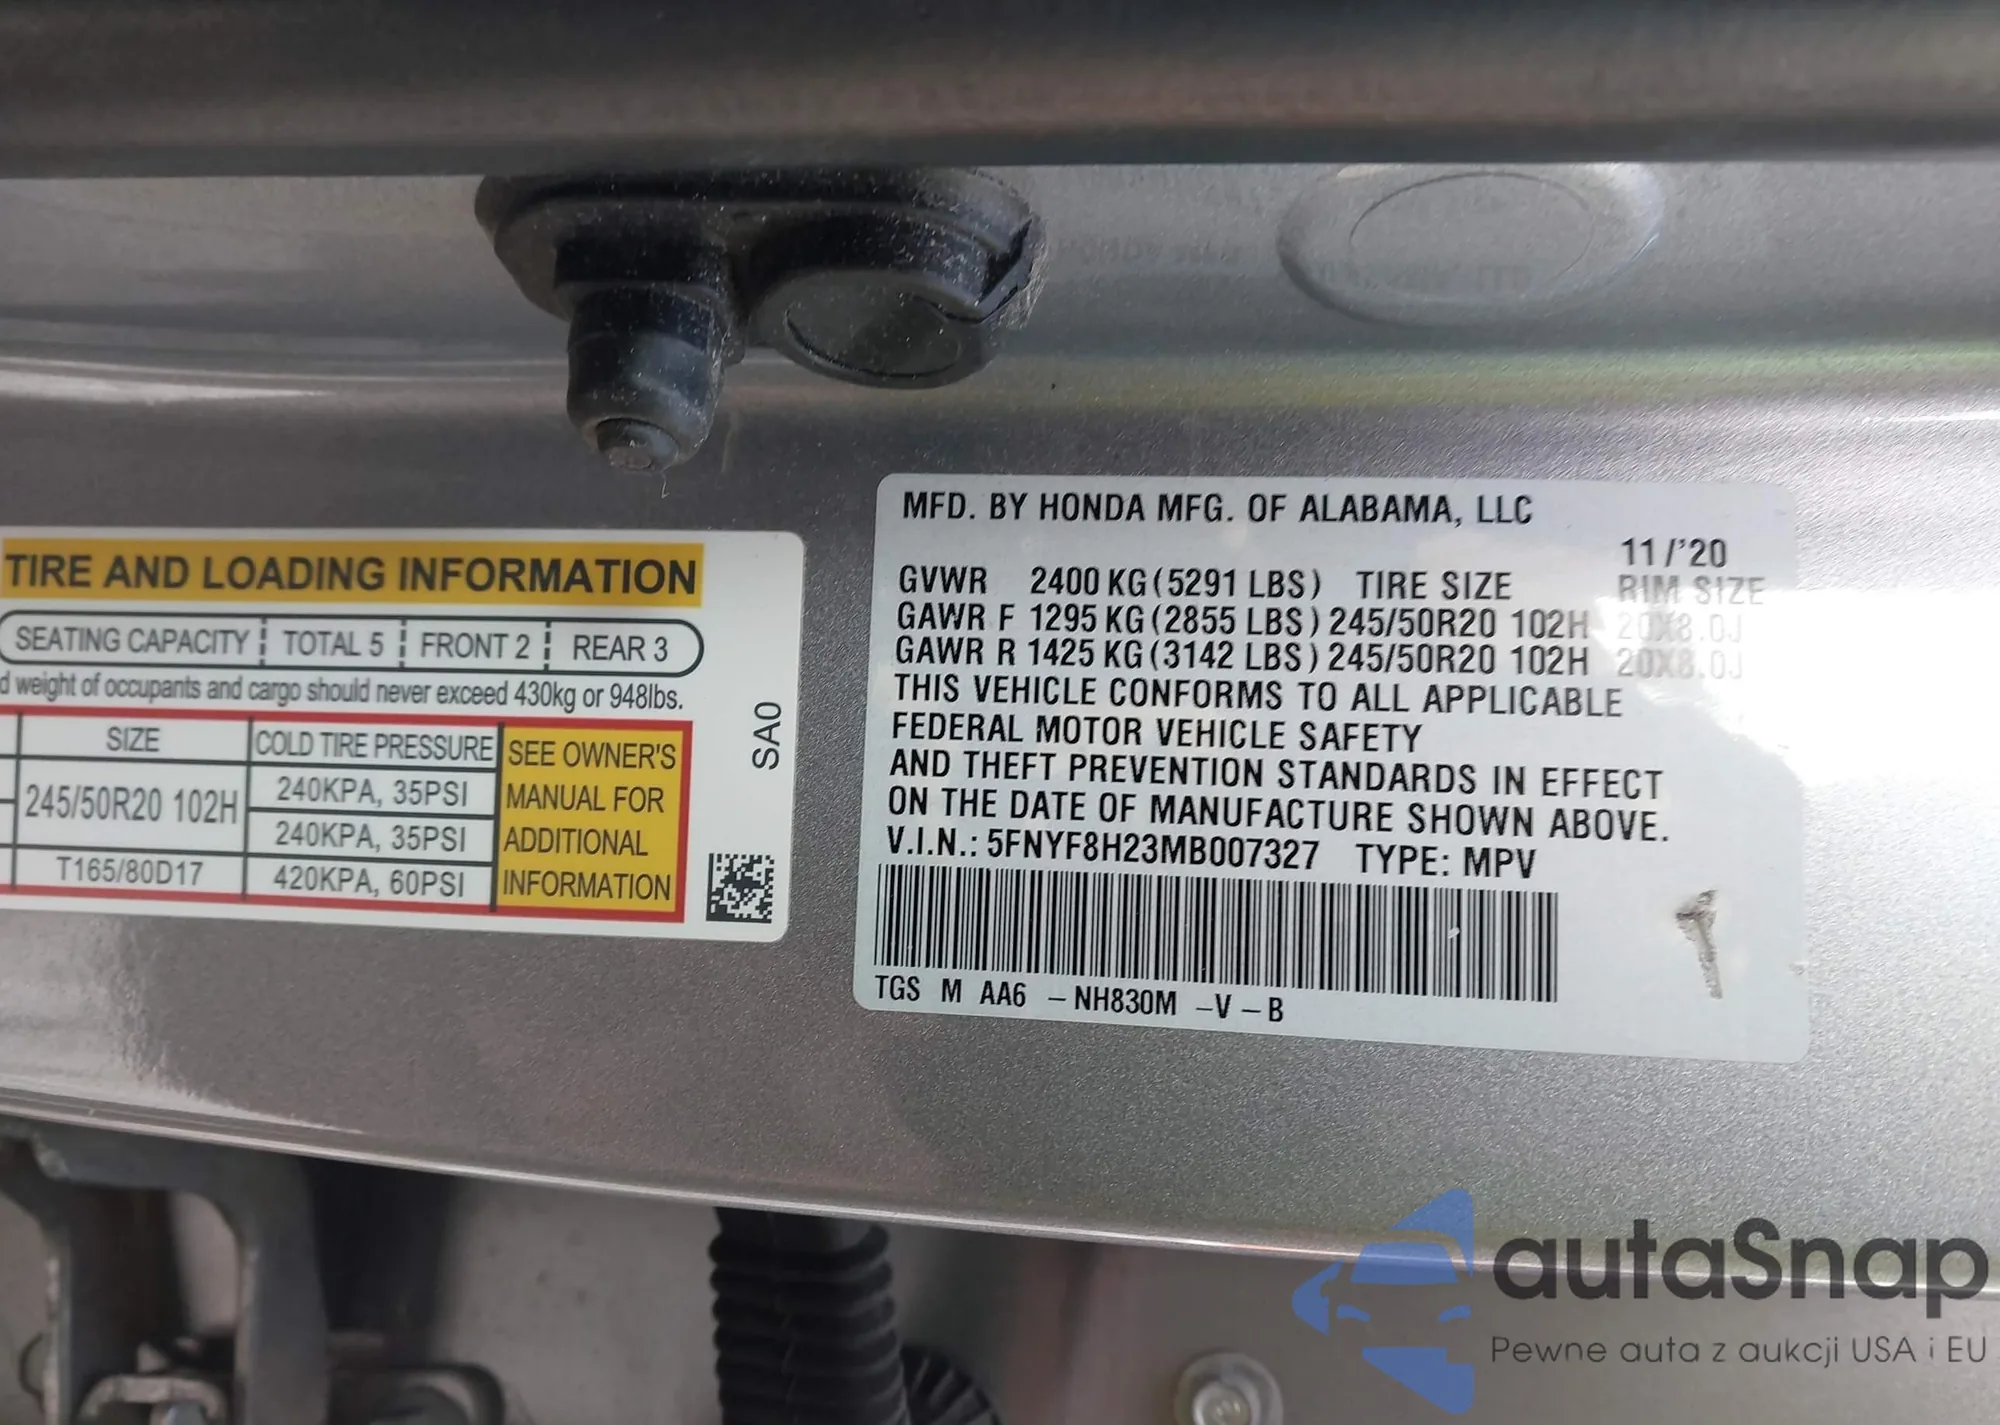 TIRE AND LOADING INFORMATION
SEATING CAPACITY TOTAL 5 FRONT 2 REAR 3
d weight of occupants and cargo should never exceed 430kg or 948lbs.
SIZE COLD TIRE PRESSURE
245/50R20 102H 240KPA, 35PSI
240KPA, 35PSI
T165/80D17 420KPA, 60PSI
SEE OWNER'S
MANUAL FOR
ADDITIONAL
INFORMATION
SA0
MFD. BY HONDA MFG. OF ALABAMA, LLC
11/'20
GVWR 2400 KG (5291 LBS) TIRE SIZE RIM SIZE
GAWR F 1295 KG (2855 LBS) 245/50R20 102H 20X8.0J
GAWR R 1425 KG (3142 LBS) 245/50R20 102H 20X8.0J
THIS VEHICLE CONFORMS TO ALL APPLICABLE
FEDERAL MOTOR VEHICLE SAFETY
AND THEFT PREVENTION STANDARDS IN EFFECT
ON THE DATE OF MANUFACTURE SHOWN ABOVE.
V.I.N.: 5FNYF8H23MB007327 TYPE: MPV
TGS M AA6 - NH830M - V - B
autaSnap
Pewne auta z aukcji USA i EU